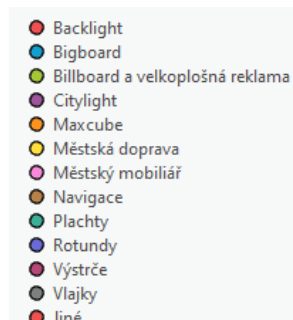 Backlight
Bigboard
Billboard a velkoplošná reklama
Citylight
Maxcube
Městská doprava
Městský mobiliář
Navigace
Plachty
Rotundy
Výstrče
Vlajky
Jiné